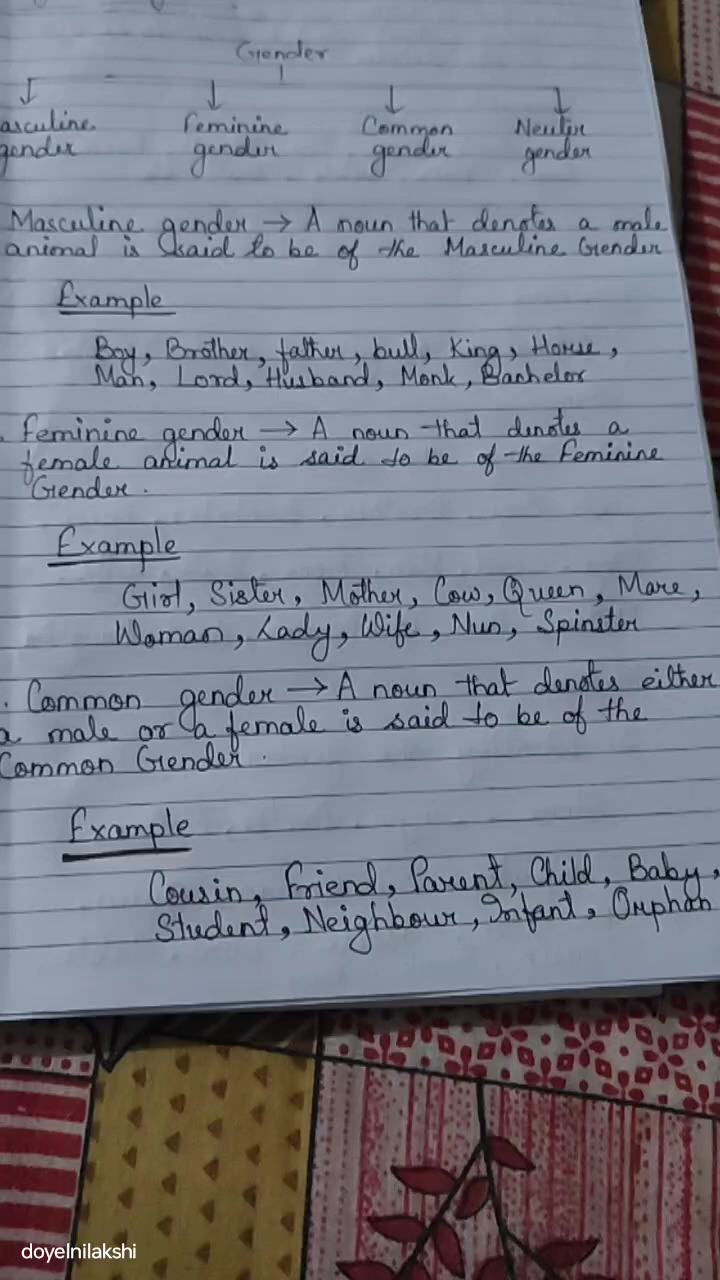 Gender
asculine Feminine Common Neuter
gender gender gender gender
Masculine gender → A noun that denotes a male
animal is said to be of the Masculine Gender
Example
Boy, Brother, father, bull, King, Horse,
Man, Lord, Husband, Monk, Bachelor
. Feminine gender → A noun that denotes a
female animal is said to be of the Feminine
Gender.
Example
Girl, Sister, Mother, Cow, Queen, Mare,
Woman, Lady, Wife, Nun, Spinster
. Common gender → A noun that denotes either
a male or a female is said to be of the
Common Gender.
Example
Cousin, Friend, Parent, Child, Baby,
Student, Neighbour, Infant, Orphan
doyelnilakshi